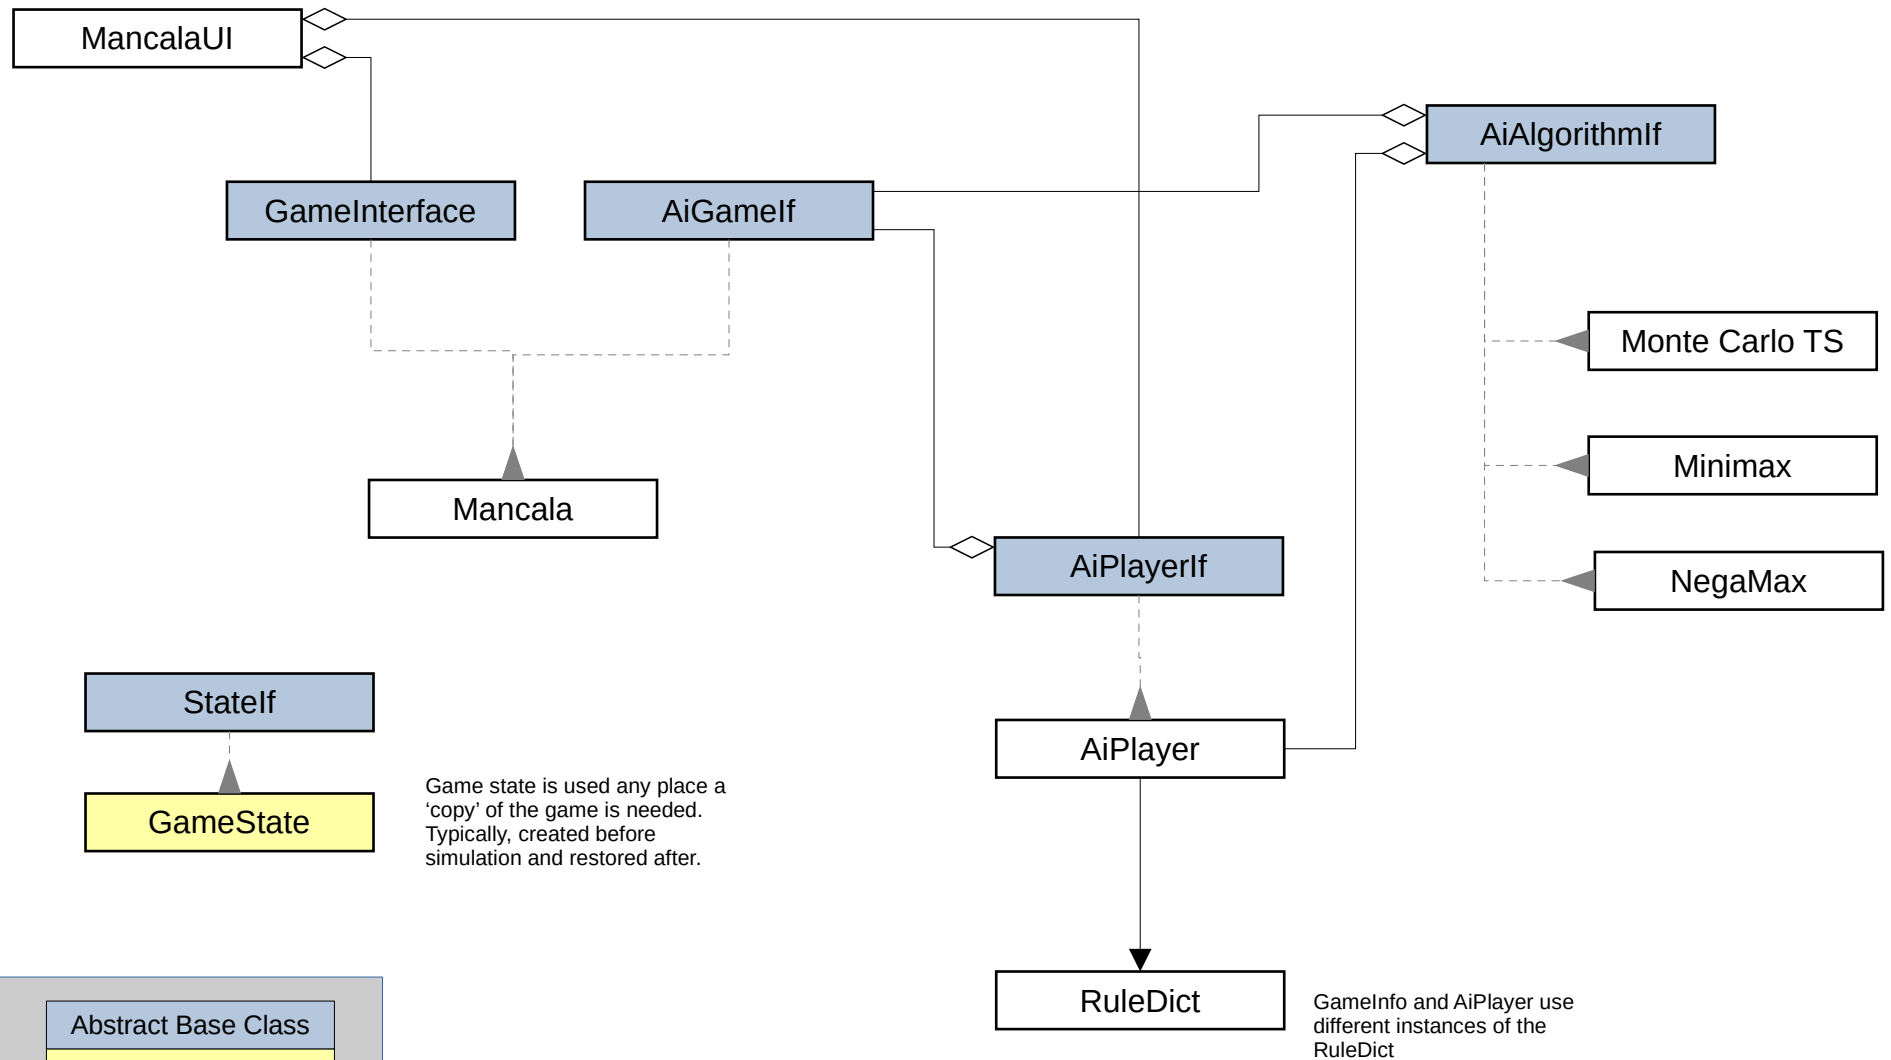 MancalaUI
AiAlgorithmIf
GameInterface
AiGameIf
Monte Carlo TS
Minimax
Mancala
AiPlayerIf
NegaMax
StateIf
AiPlayer
GameState
Game state is used any place a
‘copy’ of the game is needed.
Typically, created before
simulation and restored after.
RuleDict
GameInfo and AiPlayer use
different instances of the
RuleDict
Abstract Base Class